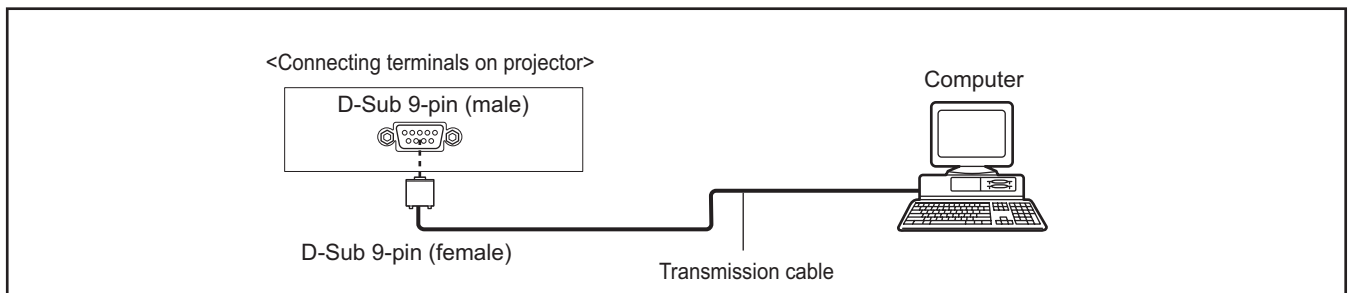 <Connecting terminals on projector>
D-Sub 9-pin (male)
Computer
D-Sub 9-pin (female)
Transmission cable